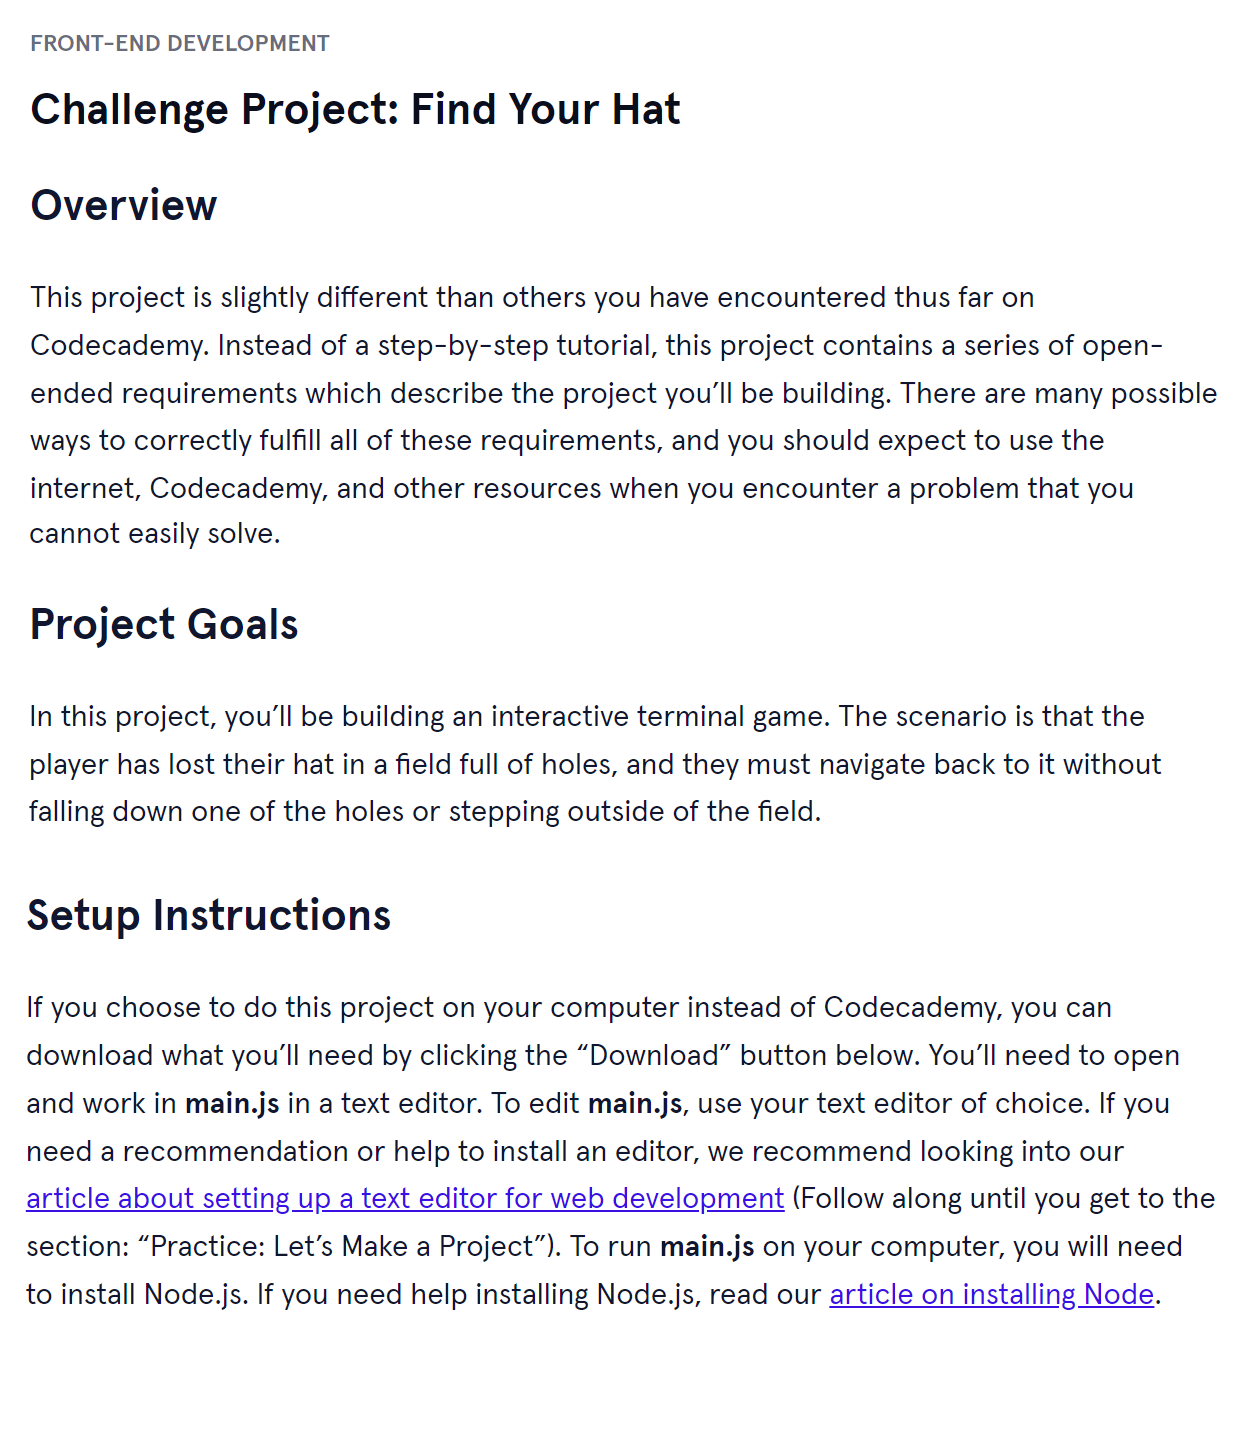 FRONT-END DEVELOPMENT
Challenge Project: Find Your Hat
Overview
This project is slightly different than others you have encountered thus far on
Codecademy. Instead of a step-by-step tutorial, this project contains a series of open-
ended requirements which describe the project you’ll be building. There are many possible
ways to correctly fulfill all of these requirements, and you should expect to use the
internet, Codecademy, and other resources when you encounter a problem that you
cannot easily solve.
Project Goals
In this project, you’ll be building an interactive terminal game. The scenario is that the
player has lost their hat in a field full of holes, and they must navigate back to it without
falling down one of the holes or stepping outside of the field.
Setup Instructions
If you choose to do this project on your computer instead of Codecademy, you can
download what you’ll need by clicking the “Download” button below. You’ll need to open
and work in main.js in a text editor. To edit main.js, use your text editor of choice. If you
need a recommendation or help to install an editor, we recommend looking into our
article about setting up a text editor for web development (Follow along until you get to the
section: “Practice: Let’s Make a Project”). To run main.js on your computer, you will need
to install Node.js. If you need help installing Node.js, read our article on installing Node.